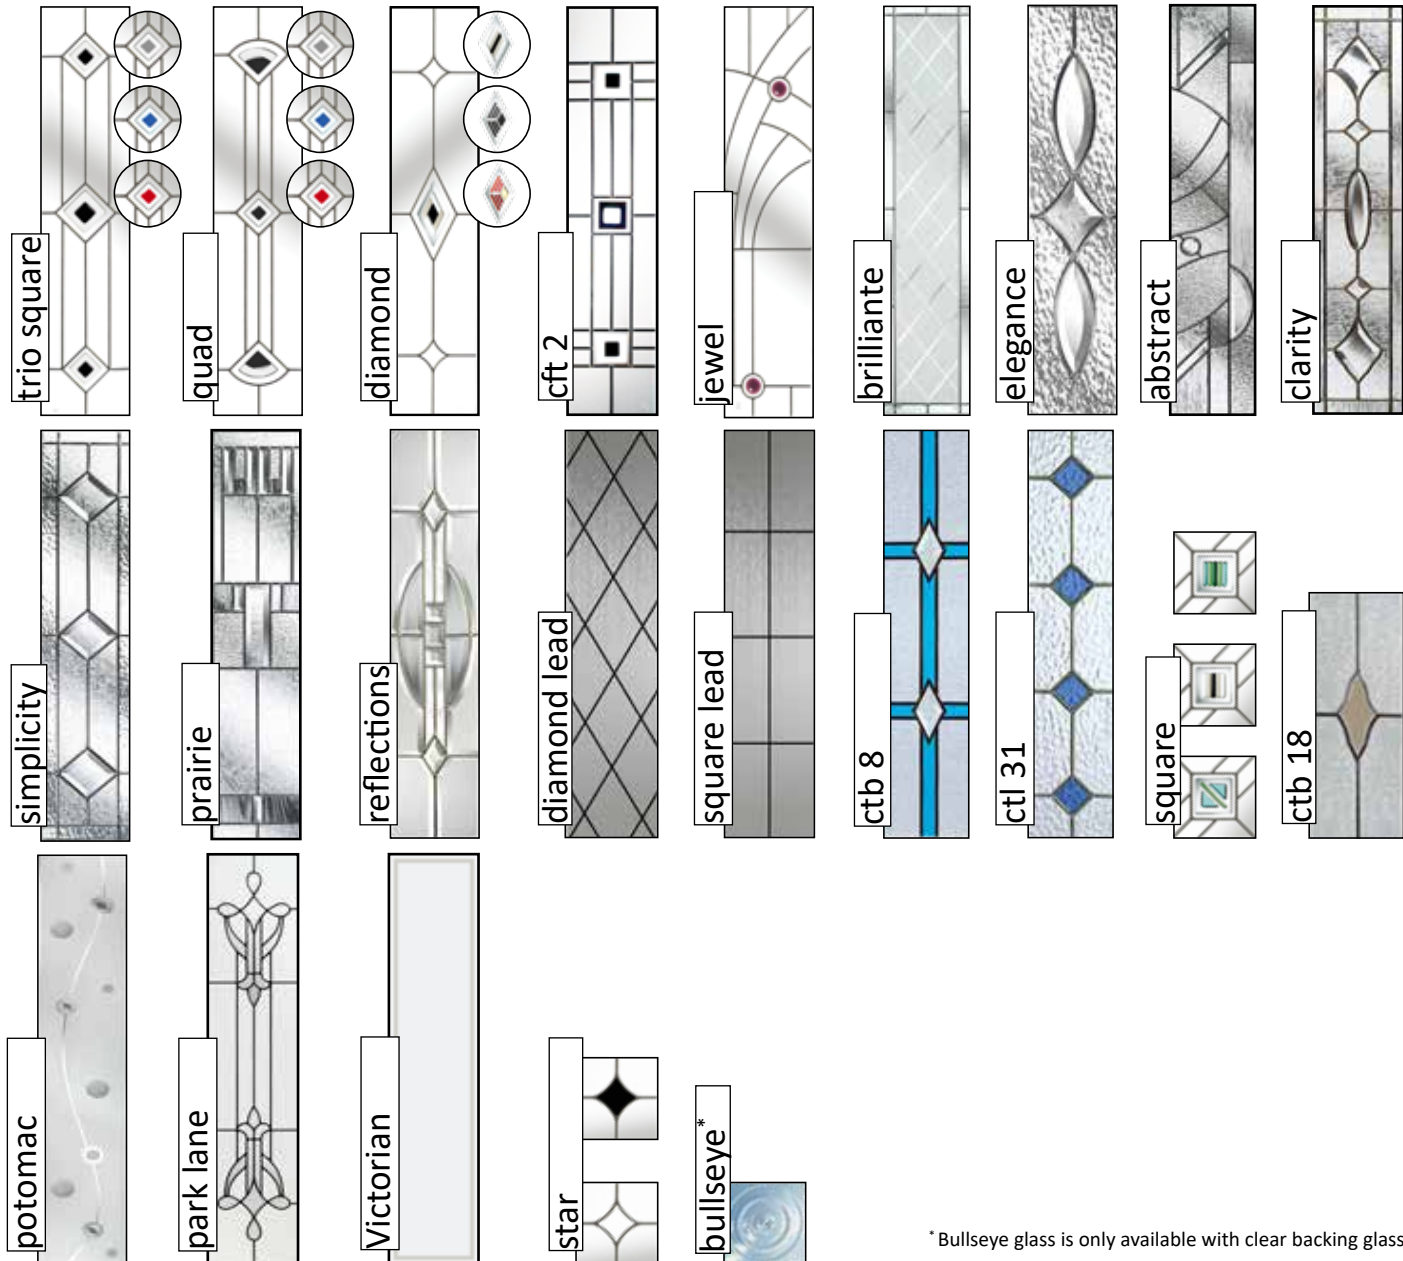 trio square
quad
diamond
cft 2
jewel
brilliante
elegance
abstract
clarity
simplicity
prairie
reflections
diamond lead
square lead
ctb 8
ctl 31
square
ctb 18
potomac
park lane
Victorian
star
bullseye*
* Bullseye glass is only available with clear backing glass